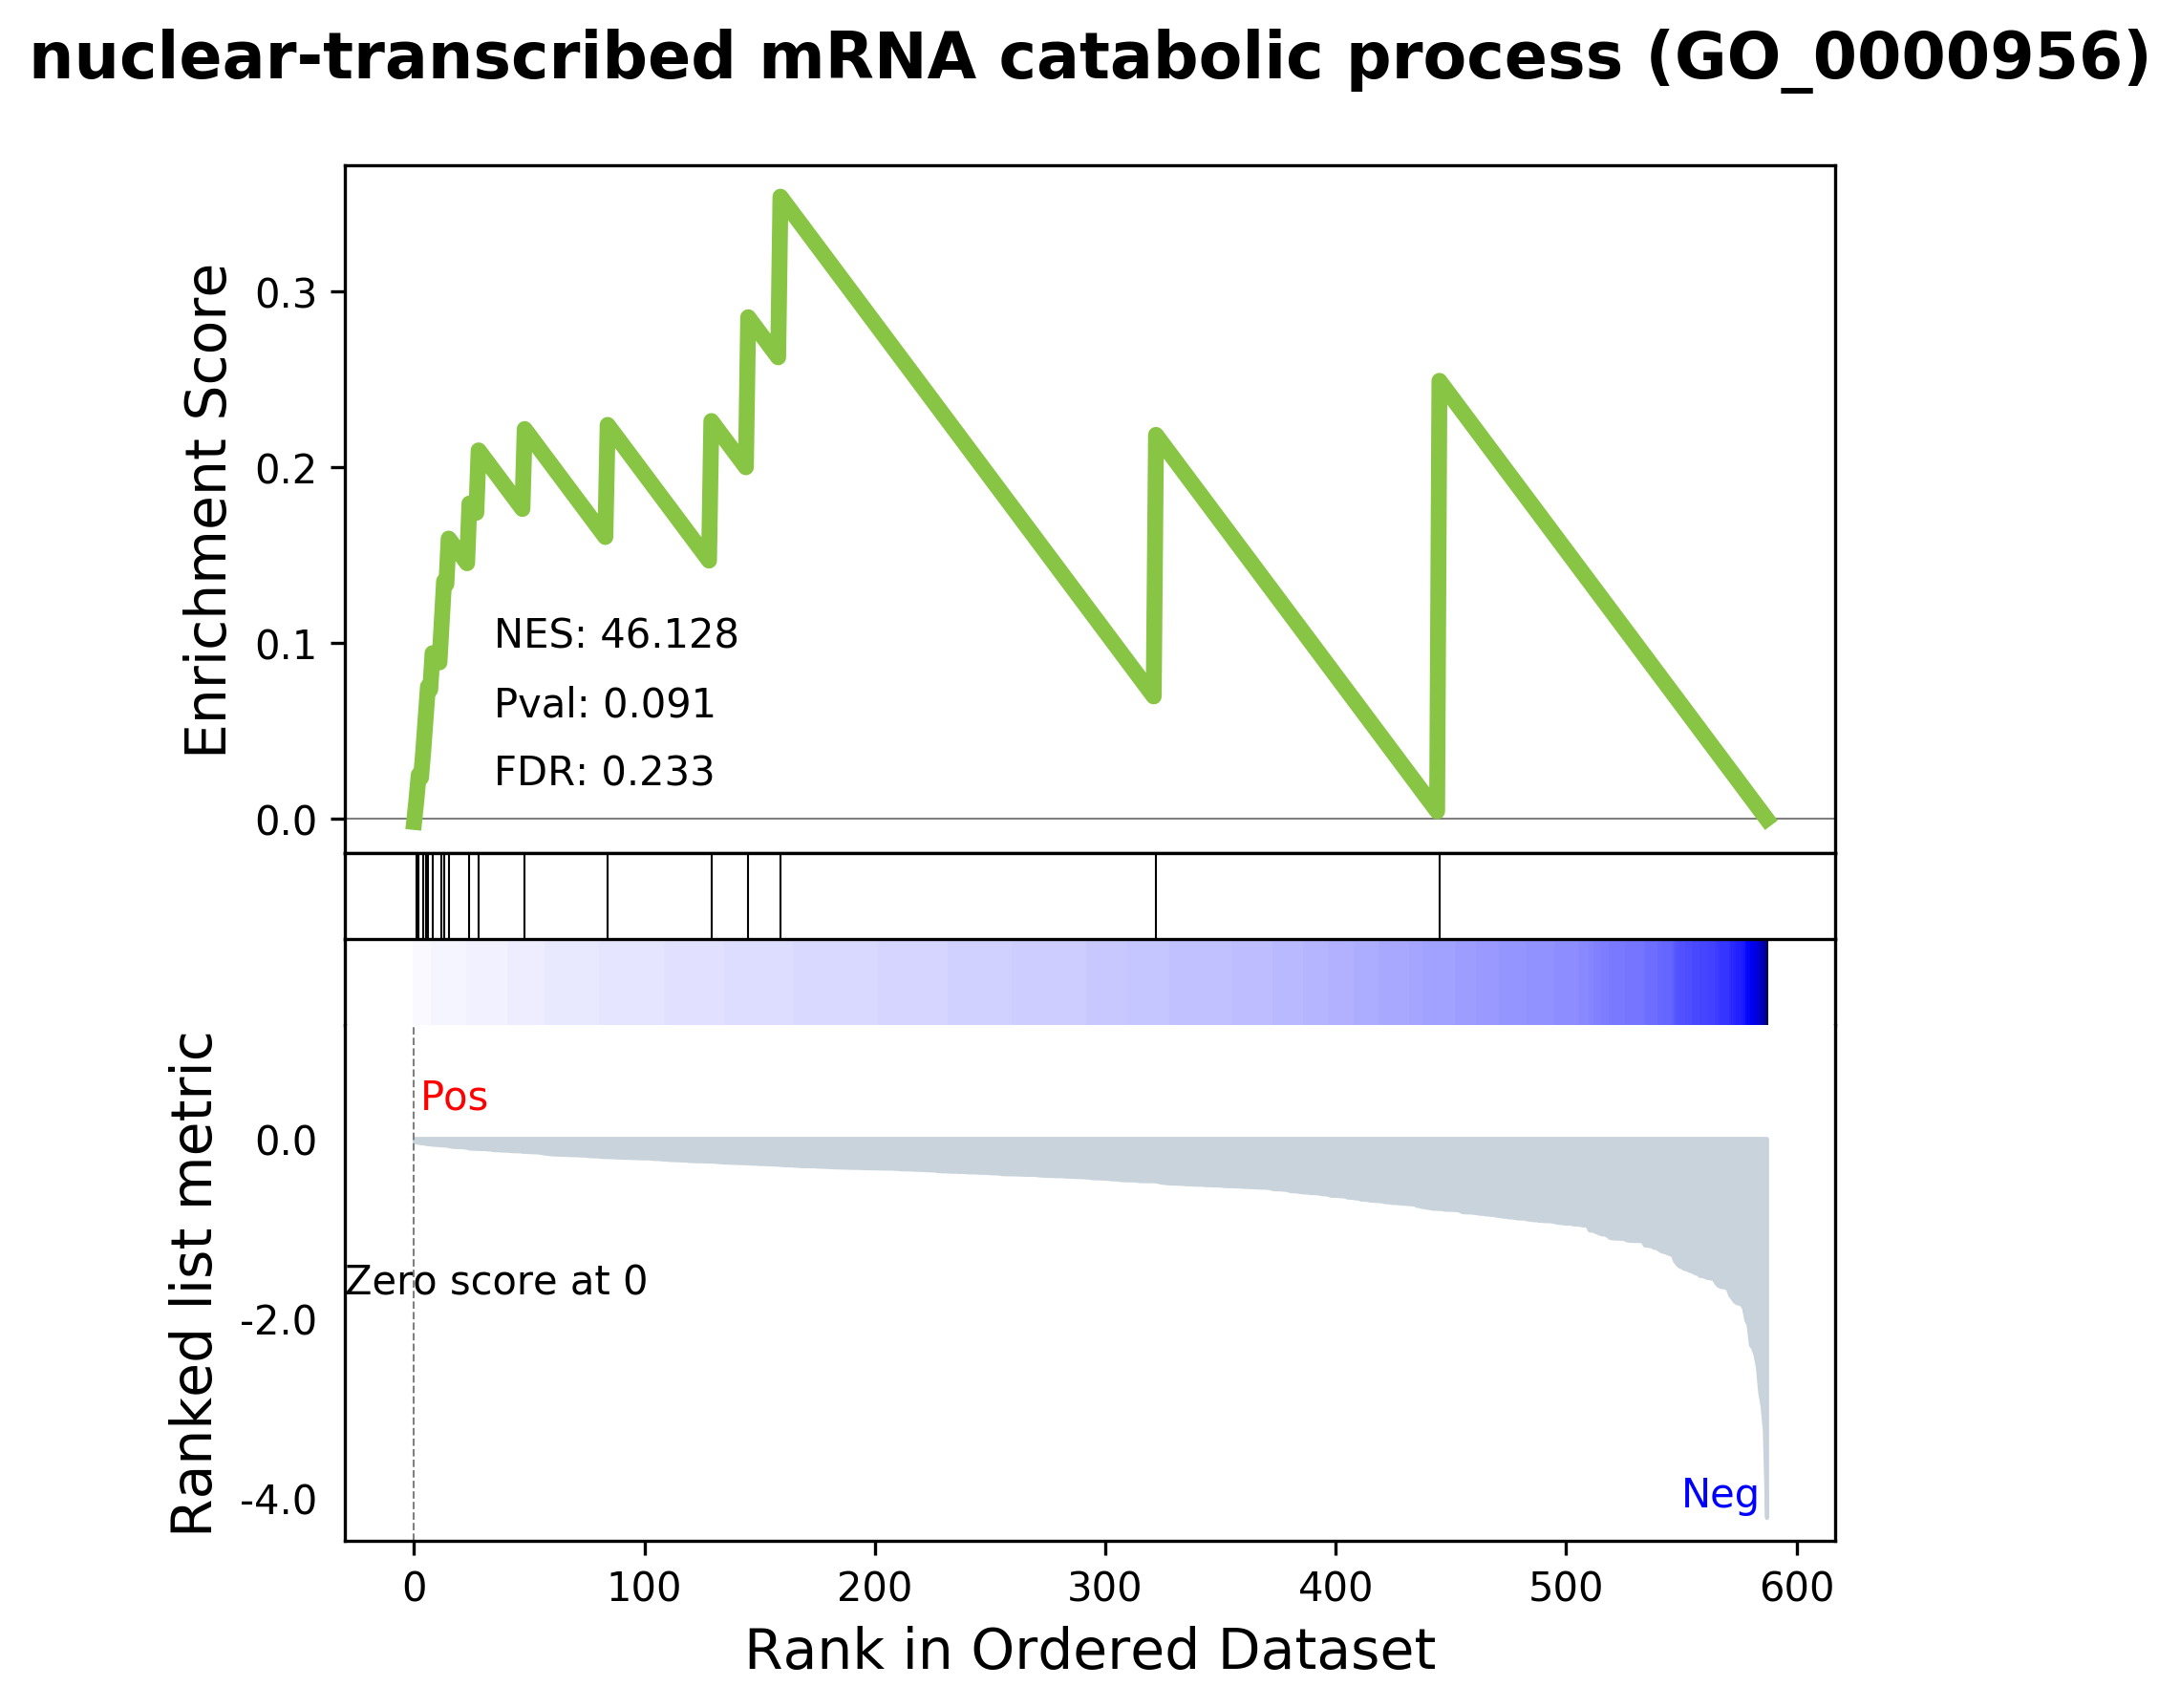 nuclear-transcribed mRNA catabolic process (GO_0000956)
Enrichment Score
0.3
0.2
0.1
0.0
NES: 46.128
Pval: 0.091
FDR: 0.233
Ranked list metric
0.0
-2.0
-4.0
Pos
Zero score at 0
Neg
0 100 200 300 400 500 600
Rank in Ordered Dataset